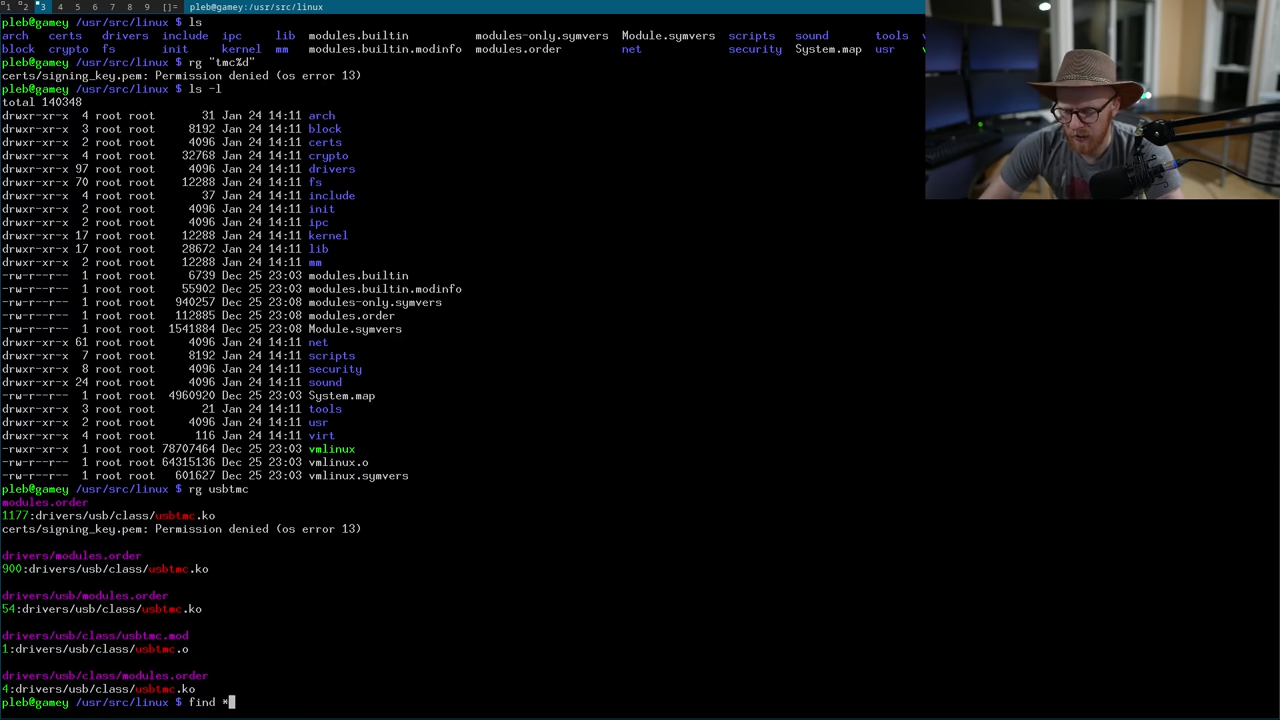 1 2 3 4 5 6 7 8 9 []= pleb@gamey:/usr/src/linux
pleb@gamey /usr/src/linux $ ls
arch certs drivers include ipc lib modules.builtin modules-only.symvers Module.symvers scripts sound tools
block crypto fs init kernel mm modules.builtin.modinfo modules.order net security System.map usr
pleb@gamey /usr/src/linux $ rg "tmc%d"
certs/signing_key.pem: Permission denied (os error 13)
pleb@gamey /usr/src/linux $ ls -l
total 140348
drwxr-xr-x 4 root root 31 Jan 24 14:11 arch
drwxr-xr-x 3 root root 8192 Jan 24 14:11 block
drwxr-xr-x 2 root root 4096 Jan 24 14:11 certs
drwxr-xr-x 4 root root 32768 Jan 24 14:11 crypto
drwxr-xr-x 97 root root 4096 Jan 24 14:11 drivers
drwxr-xr-x 70 root root 12288 Jan 24 14:11 fs
drwxr-xr-x 4 root root 37 Jan 24 14:11 include
drwxr-xr-x 2 root root 4096 Jan 24 14:11 init
drwxr-xr-x 2 root root 4096 Jan 24 14:11 ipc
drwxr-xr-x 17 root root 12288 Jan 24 14:11 kernel
drwxr-xr-x 17 root root 28672 Jan 24 14:11 lib
drwxr-xr-x 2 root root 12288 Jan 24 14:11 mm
-rw-r--r-- 1 root root 6739 Dec 25 23:03 modules.builtin
-rw-r--r-- 1 root root 55902 Dec 25 23:03 modules.builtin.modinfo
-rw-r--r-- 1 root root 940257 Dec 25 23:08 modules-only.symvers
-rw-r--r-- 1 root root 112885 Dec 25 23:08 modules.order
-rw-r--r-- 1 root root 1541884 Dec 25 23:08 Module.symvers
drwxr-xr-x 61 root root 4096 Jan 24 14:11 net
drwxr-xr-x 7 root root 8192 Jan 24 14:11 scripts
drwxr-xr-x 8 root root 4096 Jan 24 14:11 security
drwxr-xr-x 24 root root 4096 Jan 24 14:11 sound
-rw-r--r-- 1 root root 4960920 Dec 25 23:03 System.map
drwxr-xr-x 3 root root 21 Jan 24 14:11 tools
drwxr-xr-x 2 root root 4096 Jan 24 14:11 usr
drwxr-xr-x 4 root root 116 Jan 24 14:11 virt
-rwxr-xr-x 1 root root 78707464 Dec 25 23:03 vmlinux
-rw-r--r-- 1 root root 64315136 Dec 25 23:03 vmlinux.o
-rw-r--r-- 1 root root 601627 Dec 25 23:03 vmlinux.symvers
pleb@gamey /usr/src/linux $ rg usbtmc
modules.order
1177:drivers/usb/class/usbtmc.ko
certs/signing_key.pem: Permission denied (os error 13)
drivers/modules.order
900:drivers/usb/class/usbtmc.ko
drivers/usb/modules.order
54:drivers/usb/class/usbtmc.ko
drivers/usb/class/usbtmc.mod
1:drivers/usb/class/usbtmc.o
drivers/usb/class/modules.order
4:drivers/usb/class/usbtmc.ko
pleb@gamey /usr/src/linux $ find *